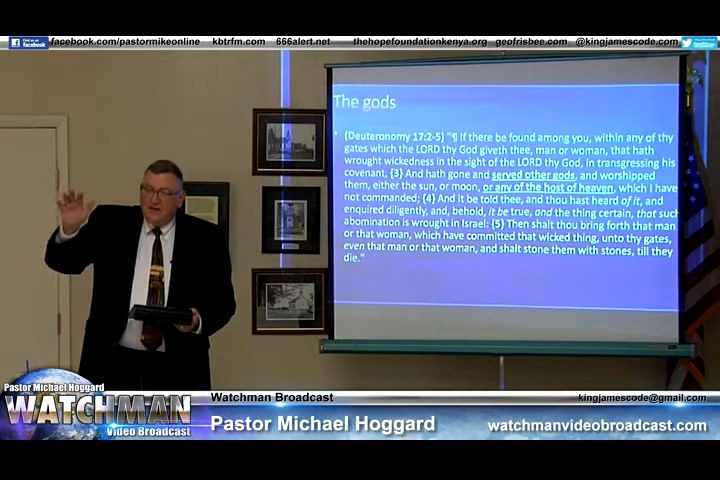 Find us on facebook facebook.com/pastormikeonline kbtrfm.com 666alert.net thehopefoundationkenya.org geofrisbee.com @kingjamescode.com twitter
The gods
• (Deuteronomy 17:2-5) "¶ If there be found among you, within any of thy
gates which the LORD thy God giveth thee, man or woman, that hath
wrought wickedness in the sight of the LORD thy God, in transgressing his
covenant, (3) And hath gone and served other gods, and worshipped
them, either the sun, or moon, or any of the host of heaven, which I have
not commanded; (4) And it be told thee, and thou hast heard of it, and
enquired diligently, and, behold, it be true, and the thing certain, that such
abomination is wrought in Israel: (5) Then shalt thou bring forth that man
or that woman, which have committed that wicked thing, unto thy gates,
even that man or that woman, and shalt stone them with stones, till they
die."
Pastor Michael Hoggard
WATCHMAN
Video Broadcast
Watchman Broadcast kingjamescode@gmail.com
Pastor Michael Hoggard watchmanvideobroadcast.com